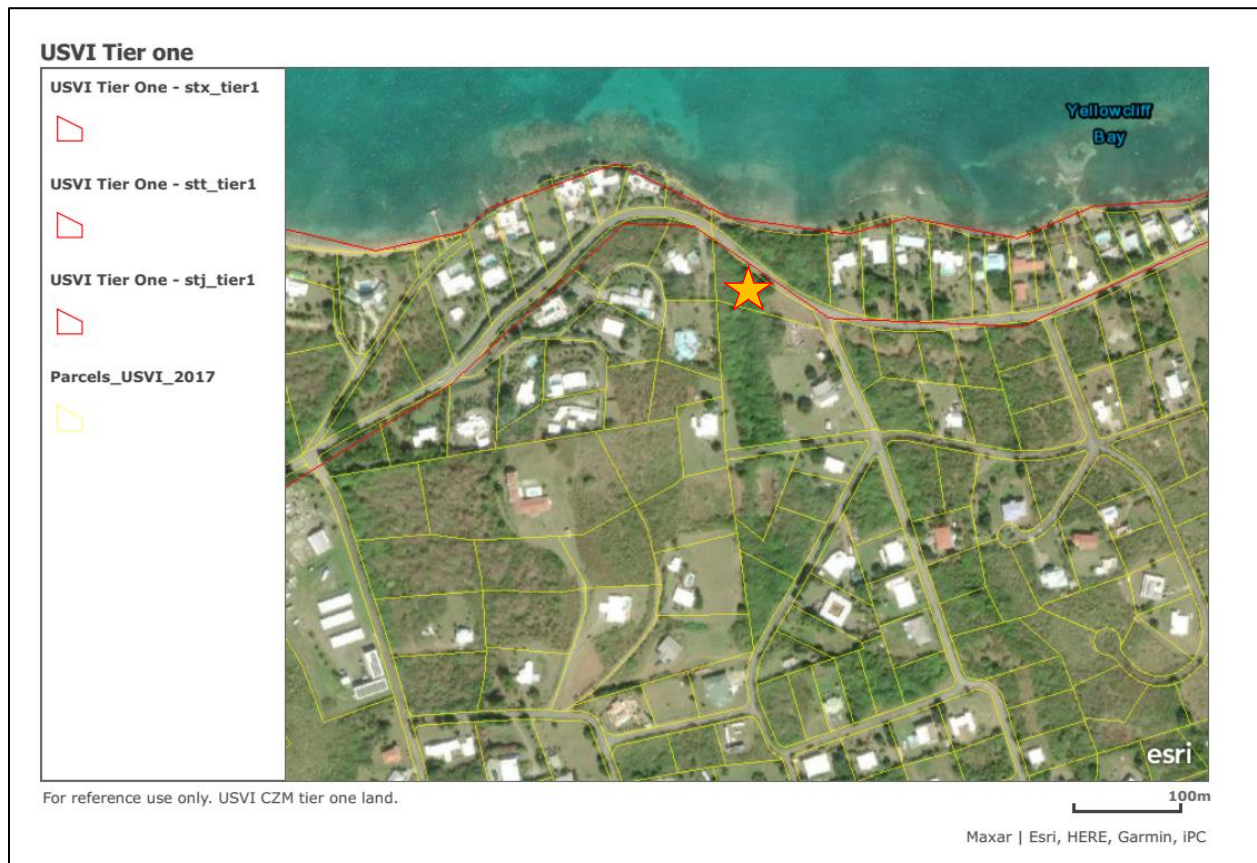 USVI Tier one
USVI Tier One - stx_tier1
USVI Tier One - stt_tier1
USVI Tier One - stj_tier1
Parcels_USVI_2017
Yellowcliff
Bay
esri
For reference use only. USVI CZM tier one land.
100m
Maxar | Esri, HERE, Garmin, iPC